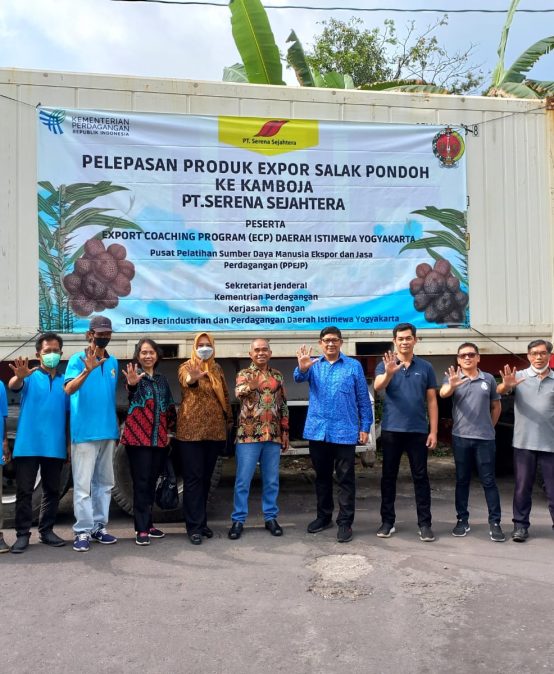 KEMENTERIAN
PERDAGANGAN
REPUBLIK INDONESIA
PT. Serena Sejahtera
PELEPASAN PRODUK EXPOR SALAK PONDOH
KE KAMBOJA
PT.SERENA SEJAHTERA
PESERTA
EXPORT COACHING PROGRAM (ECP) DAERAH ISTIMEWA YOGYAKARTA
Pusat Pelatihan Sumber Daya Manusia Ekspor dan Jasa
Perdagangan (PPEJP)
Sekretariat jenderal
Kementrian Perdagangan
Kerjasama dengan
Dinas Perindustrian dan Perdagangan Daerah Istimewa Yogyakarta